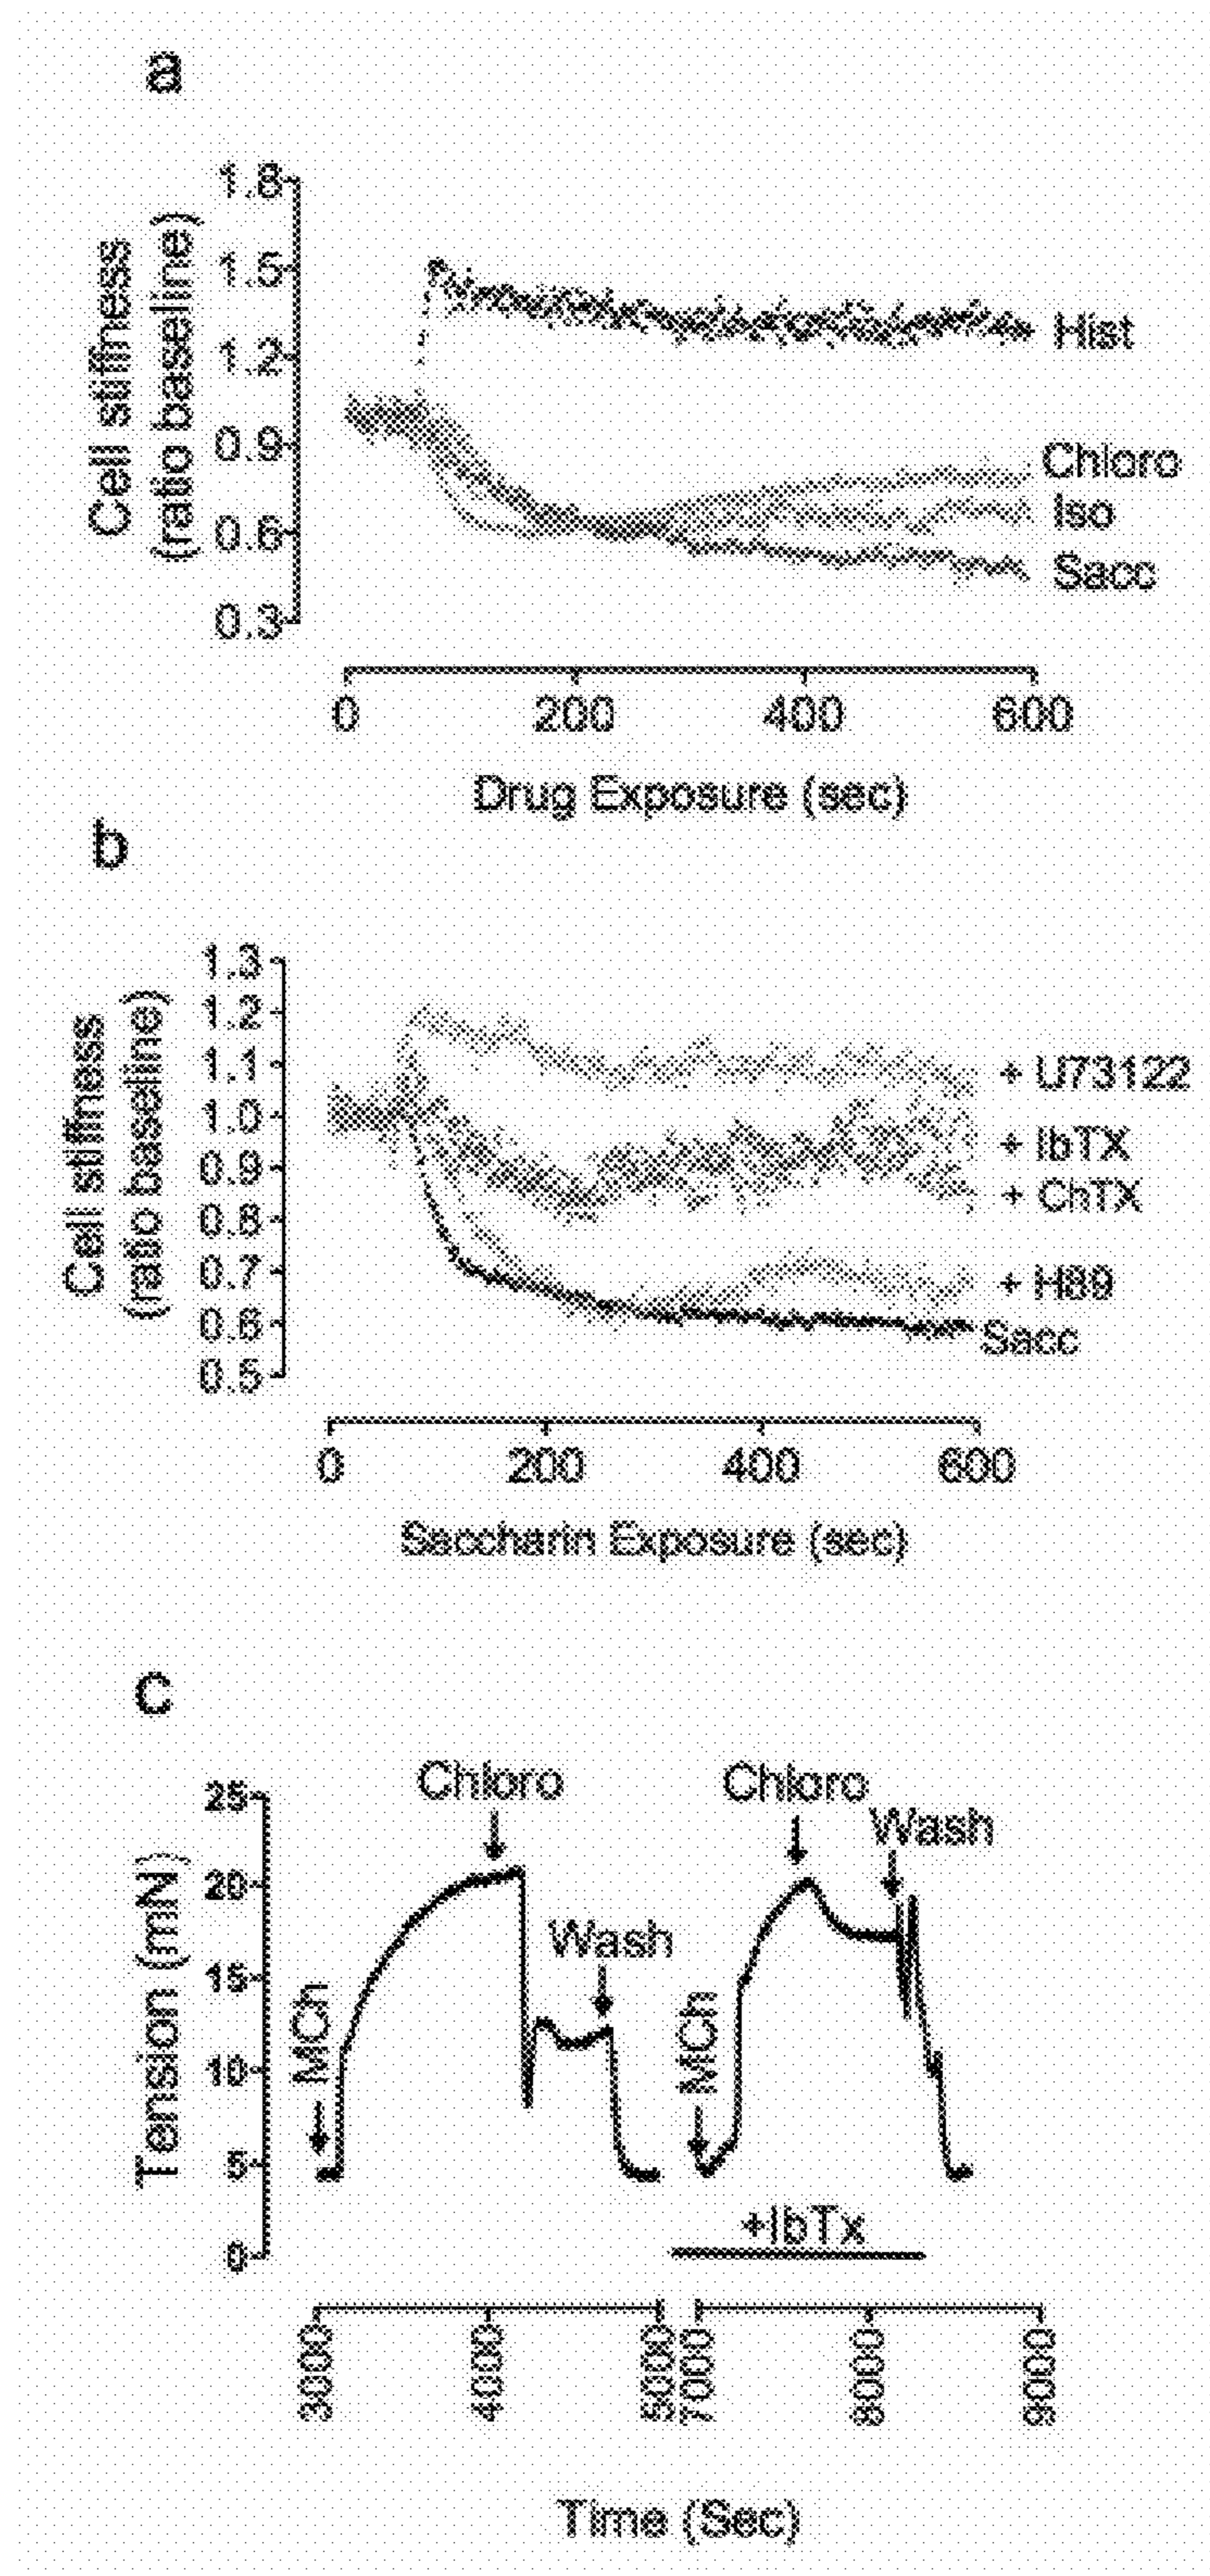 a
Cell stiffness
(ratio baseline)
1.8
1.5
1.2
0.9
0.6
0.3
Hist
Chloro
Iso
Sacc
0 200 400 600
Drug Exposure (sec)
b
Cell stiffness
(ratio baseline)
1.3
1.2
1.1
1.0
0.9
0.8
0.7
0.6
0.5
+ U73122
+ IbTX
+ ChTX
+ H89
Sacc
0 200 400 600
Saccharin Exposure (sec)
c
Tension (mN)
25
20
15
10
5
0
MCh
Chloro
Wash
MCh
Chloro
Wash
+IbTx
3000 4000 5000 7000 8000 9000
Time (Sec)